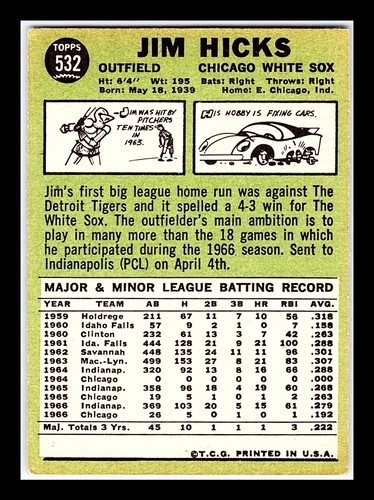 TOPPS
532
JIM HICKS
OUTFIELD CHICAGO WHITE SOX
Ht: 6'4" Wt: 195 Bats: Right Throws: Right
Born: May 18, 1939 Home: E. Chicago, Ind.
JIM WAS HIT BY
PITCHERS
TEN TIMES
IN
1965.
HIS HOBBY IS FIXING CARS.
Jim's first big league home run was against The
Detroit Tigers and it spelled a 4-3 win for The
White Sox. The outfielder's main ambition is to
play in many more than the 18 games in which
he participated during the 1966 season. Sent to
Indianapolis (PCL) on April 4th.
MAJOR & MINOR LEAGUE BATTING RECORD
YEAR TEAM AB H 2B 3B HR RBI AVG.
1959 Holdrege 211 67 11 7 10 56 .318
1960 Idaho Falls 57 9 2 1 0 7 .158
1960 Clinton 232 61 13 3 7 42 .263
1961 Ida. Falls 444 128 21 9 21 100 .288
1962 Savannah 448 135 24 11 11 96 .301
1963 Mac.-Lyn. 499 153 27 8 21 83 .307
1964 Indianap. 320 92 13 8 16 66 .288
1964 Chicago 0 0 0 0 0 0 .000
1965 Indianap. 358 96 18 4 19 60 .268
1965 Chicago 19 5 0 1 1 2 .263
1966 Indianap. 369 103 20 5 15 61 .279
1966 Chicago 26 5 0 1 0 1 .192
Maj. Totals 3 Yrs. 45 10 1 1 1 3 .222
©T.C.G. PRINTED IN U.S.A.